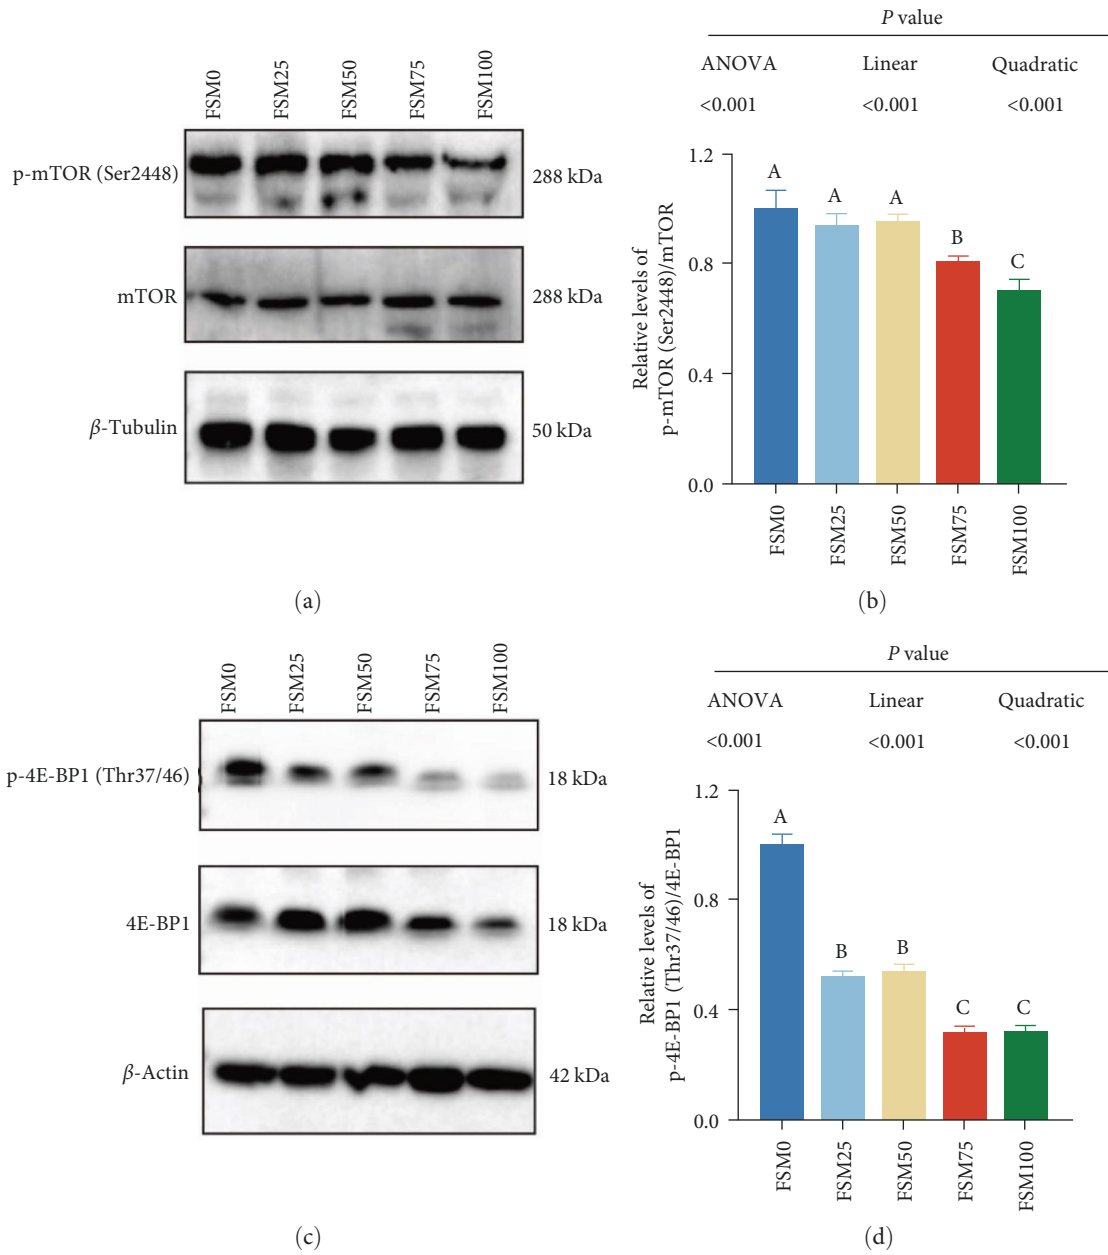 FSM0
FSM25
FSM50
FSM75
FSM100
p-mTOR (Ser2448)
288 kDa
mTOR
288 kDa
β-Tubulin
50 kDa
(a)
P value
ANOVA Linear Quadratic
<0.001 <0.001 <0.001
Relative levels of
p-mTOR (Ser2448)/mTOR
1.2
0.8
0.4
0.0
A
A
A
B
C
FSM0
FSM25
FSM50
FSM75
FSM100
(b)
FSM0
FSM25
FSM50
FSM75
FSM100
p-4E-BP1 (Thr37/46)
18 kDa
4E-BP1
18 kDa
β-Actin
42 kDa
(c)
P value
ANOVA Linear Quadratic
<0.001 <0.001 <0.001
Relative levels of
p-4E-BP1 (Thr37/46)/4E-BP1
1.2
0.8
0.4
0.0
A
B
B
C
C
FSM0
FSM25
FSM50
FSM75
FSM100
(d)